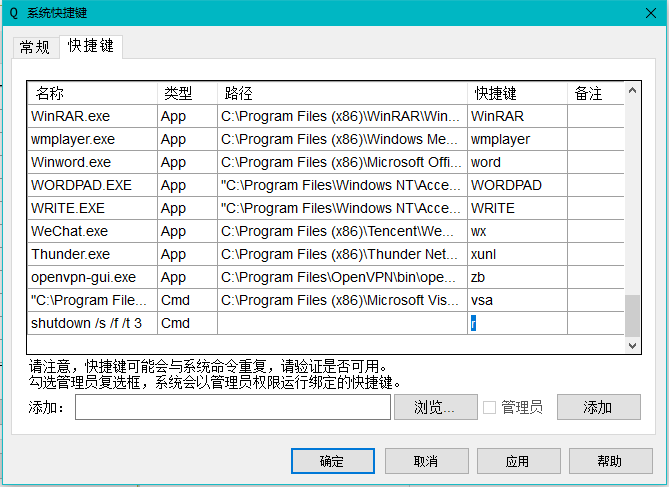 Q 系统快捷键
常规 快捷键
名称 类型 路径 快捷键 备注
WinRAR.exe App C:\Program Files (x86)\WinRAR\Win... WinRAR
wmplayer.exe App C:\Program Files (x86)\Windows Me... wmplayer
Winword.exe App C:\Program Files (x86)\Microsoft Offi... word
WORDPAD.EXE App "C:\Program Files\Windows NT\Acce... WORDPAD
WRITE.EXE App "C:\Program Files\Windows NT\Acce... WRITE
WeChat.exe App C:\Program Files (x86)\Tencent\We... wx
Thunder.exe App C:\Program Files (x86)\Thunder Net... xunl
openvpn-gui.exe App C:\Program Files\OpenVPN\bin\ope... zb
"C:\Program File... Cmd C:\Program Files (x86)\Microsoft Vis... vsa
shutdown /s /f /t 3 Cmd r
请注意，快捷键可能会与系统命令重复，请验证是否可用。
勾选管理员复选框，系统会以管理员权限运行绑定的快捷键。
添加： 浏览... 管理员 添加
确定 取消 应用 帮助